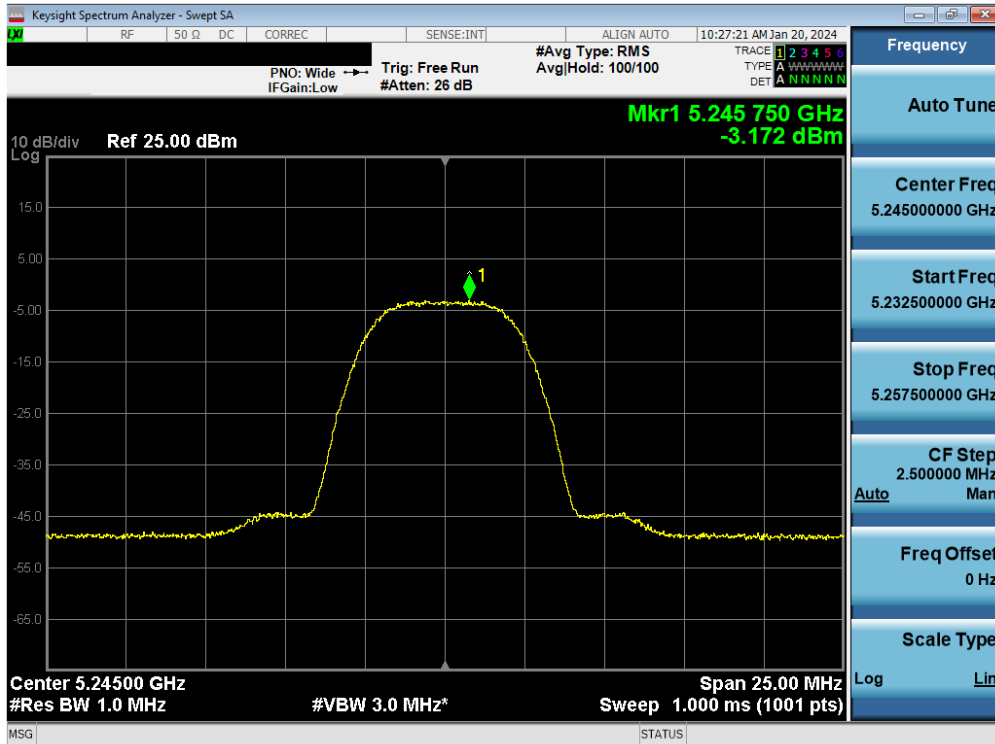 Keysight Spectrum Analyzer - Swept SA
LXI RF 50 Ω DC CORREC SENSE:INT ALIGN AUTO 10:27:21 AM Jan 20, 2024
PNO: Wide
IFGain:Low
Trig: Free Run
#Atten: 26 dB
#Avg Type: RMS
Avg|Hold: 100/100
TRACE 1 2 3 4 5 6
TYPE A WWWWW
DET A N N N N N
Mkr1 5.245 750 GHz
-3.172 dBm
10 dB/div Ref 25.00 dBm
Log
15.0
5.00
-5.00
-15.0
-25.0
-35.0
-45.0
-55.0
-65.0
1
Center 5.24500 GHz Span 25.00 MHz
#Res BW 1.0 MHz #VBW 3.0 MHz* Sweep 1.000 ms (1001 pts)
MSG STATUS
Frequency
Auto Tune
Center Freq
5.245000000 GHz
Start Freq
5.232500000 GHz
Stop Freq
5.257500000 GHz
CF Step
2.500000 MHz
Auto Man
Freq Offset
0 Hz
Scale Type
Log Lin